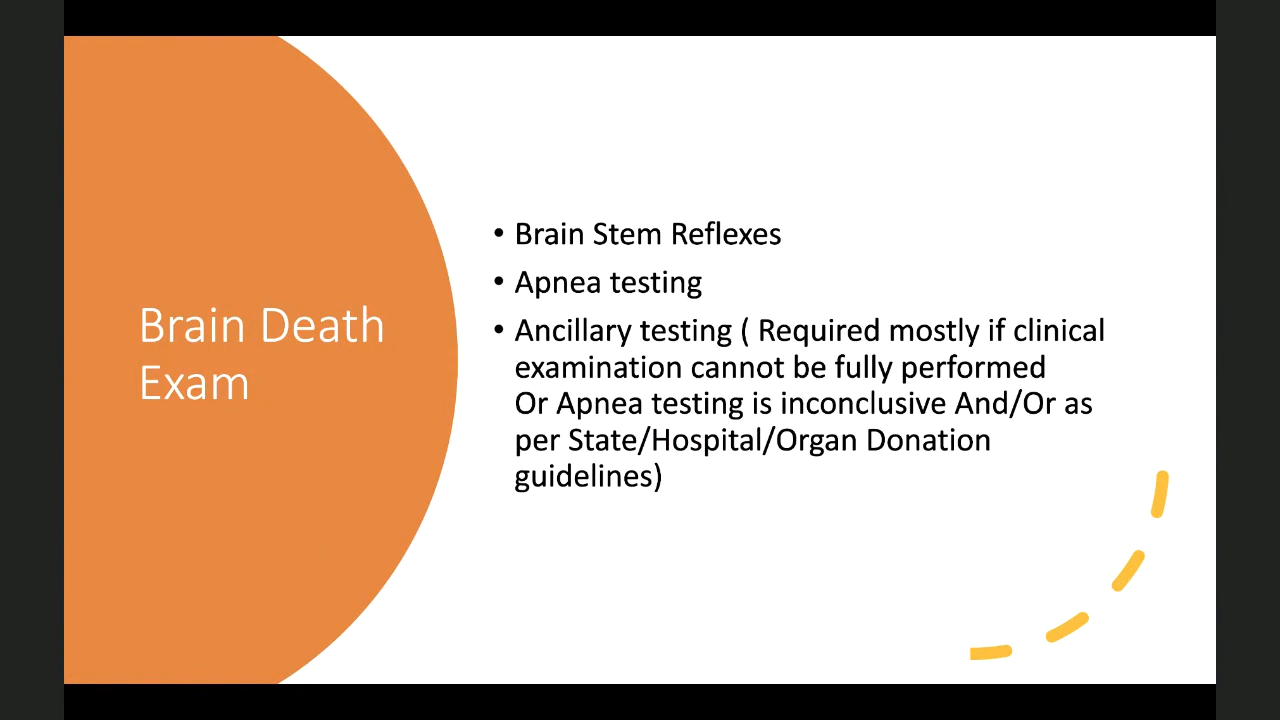 Brain Death
Exam
• Brain Stem Reflexes
• Apnea testing
• Ancillary testing ( Required mostly if clinical
examination cannot be fully performed
Or Apnea testing is inconclusive And/Or as
per State/Hospital/Organ Donation
guidelines)